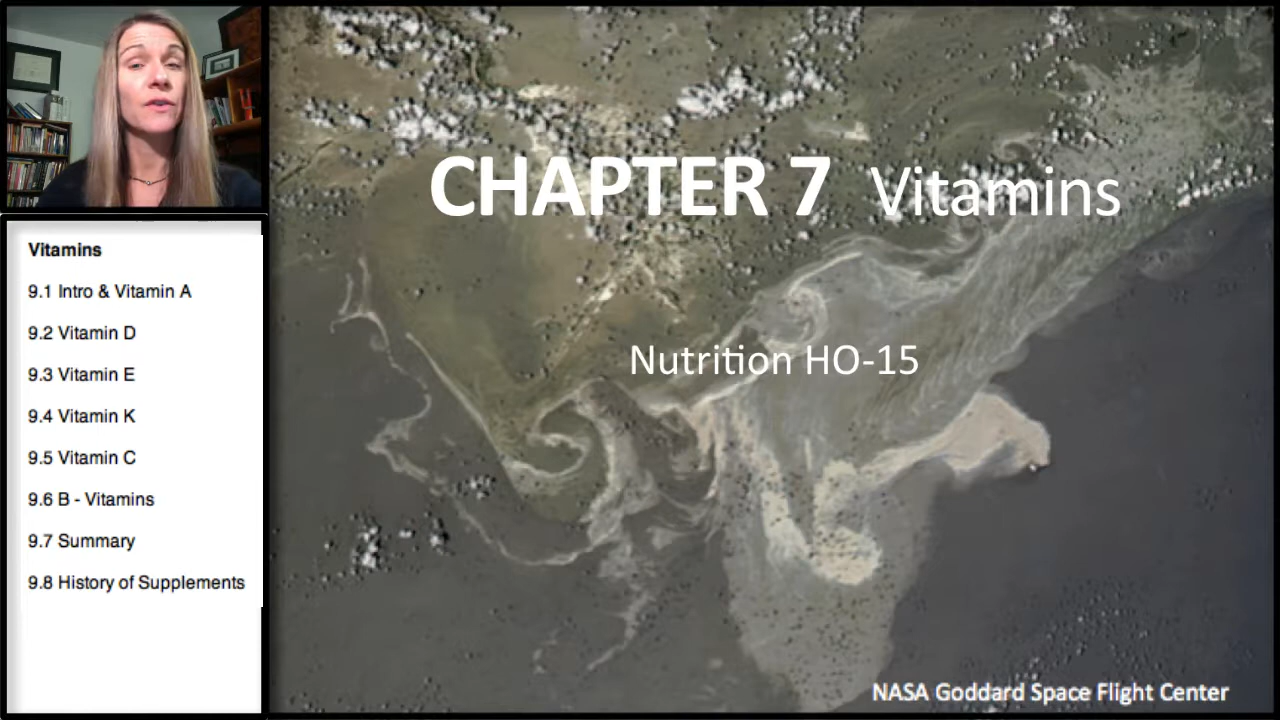 CHAPTER 7 Vitamins
Nutrition HO-15
Vitamins
9.1 Intro & Vitamin A
9.2 Vitamin D
9.3 Vitamin E
9.4 Vitamin K
9.5 Vitamin C
9.6 B - Vitamins
9.7 Summary
9.8 History of Supplements
NASA Goddard Space Flight Center